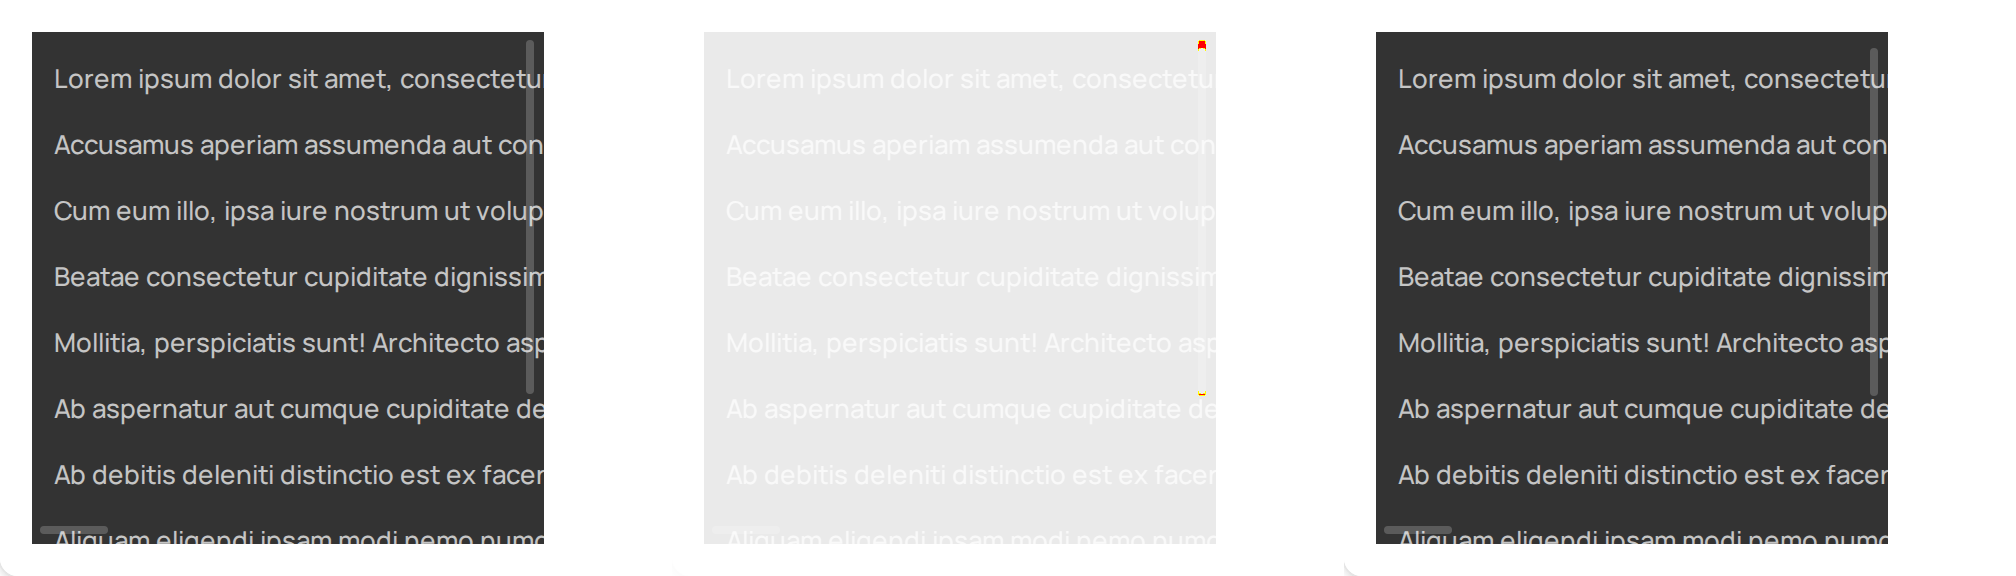 Lorem ipsum dolor sit amet, consectetu
Accusamus aperiam assumenda aut con
Cum eum illo, ipsa iure nostrum ut volup
Beatae consectetur cupiditate dignissim
Mollitia, perspiciatis sunt! Architecto asp
Ab aspernatur aut cumque cupiditate de
Ab debitis deleniti distinctio est ex facer
Aliquam eligendi ipsam modi nemo numq
Lorem ipsum dolor sit amet, consectetu
Accusamus aperiam assumenda aut con
Cum eum illo, ipsa iure nostrum ut volup
Beatae consectetur cupiditate dignissim
Mollitia, perspiciatis sunt! Architecto asp
Ab aspernatur aut cumque cupiditate de
Ab debitis deleniti distinctio est ex facer
Aliquam eligendi ipsam modi nemo numq
Lorem ipsum dolor sit amet, consectetu
Accusamus aperiam assumenda aut con
Cum eum illo, ipsa iure nostrum ut volup
Beatae consectetur cupiditate dignissim
Mollitia, perspiciatis sunt! Architecto asp
Ab aspernatur aut cumque cupiditate de
Ab debitis deleniti distinctio est ex facer
Aliquam eligendi ipsam modi nemo numq